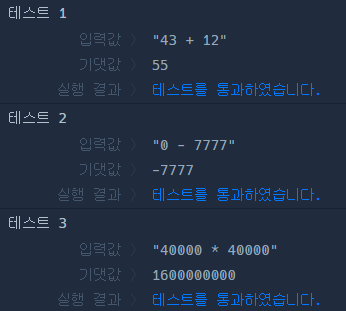 테스트 1
입력값 〉 "43 + 12"
기댓값 〉 55
실행 결과 〉 테스트를 통과하였습니다.
테스트 2
입력값 〉 "0 - 7777"
기댓값 〉 -7777
실행 결과 〉 테스트를 통과하였습니다.
테스트 3
입력값 〉 "40000 * 40000"
기댓값 〉 1600000000
실행 결과 〉 테스트를 통과하였습니다.